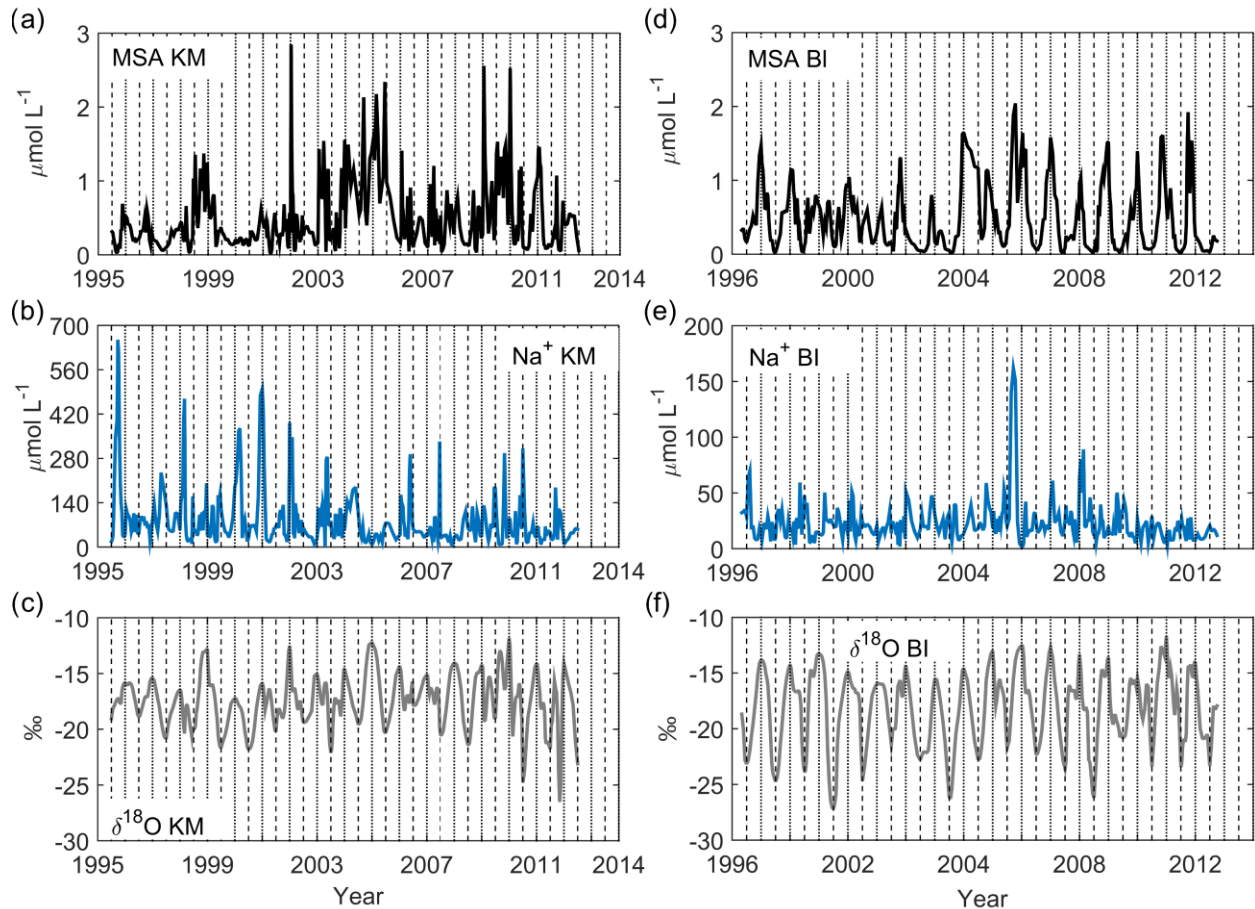 (a)
MSA KM
3
2
1
0
μmol L⁻¹
1995 1999 2003 2007 2011 2014
(b)
Na⁺ KM
700
560
420
280
140
0
μmol L⁻¹
1995 1999 2003 2007 2011 2014
(c)
-10
-15
-20
-25
-30
‰
δ¹⁸O KM
1995 1999 2003 2007 2011 2014
Year
(d)
MSA BI
3
2
1
0
μmol L⁻¹
1996 2000 2004 2008 2012
(e)
Na⁺ BI
200
150
100
50
0
μmol L⁻¹
1996 2000 2004 2008 2012
(f)
δ¹⁸O BI
-10
-15
-20
-25
-30
‰
1996 2000 2004 2008 2012
Year